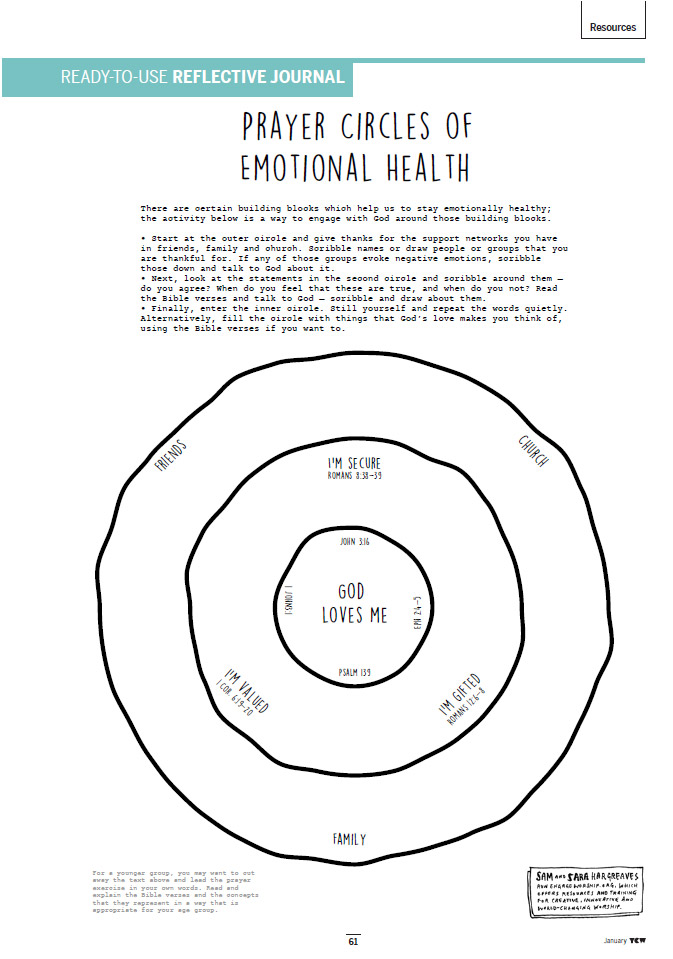 Resources
READY-TO-USE REFLECTIVE JOURNAL
PRAYER CIRCLES OF
EMOTIONAL HEALTH
There are certain building blocks which help us to stay emotionally healthy;
the activity below is a way to engage with God around those building blocks.
• Start at the outer circle and give thanks for the support networks you have
in friends, family and church. Scribble names or draw people or groups that you
are thankful for. If any of those groups evoke negative emotions, scribble
those down and talk to God about it.
• Next, look at the statements in the second circle and scribble around them –
do you agree? When do you feel that these are true, and when do you not? Read
the Bible verses and talk to God – scribble and draw about them.
• Finally, enter the inner circle. Still yourself and repeat the words quietly.
Alternatively, fill the circle with things that God's love makes you think of,
using the Bible verses if you want to.
FRIENDS
CHURCH
I'M SECURE
ROMANS 8:38-39
JOHN 3:16
1 JOHN 3:1
GOD
LOVES ME
EPH 2:4-5
PSALM 139
I'M VALUED
1 COR 6:19-20
I'M GIFTED
ROMANS 12:6-8
FAMILY
For a younger group, you may want to cut
away the text above and lead the prayer
exercise in your own words. Read and
explain the Bible verses and the concepts
that they represent in a way that is
appropriate for your age group.
SAM AND SARA HARGREAVES
RUN ENGAGEWORSHIP.ORG, WHICH
OFFERS RESOURCES AND TRAINING
FOR CREATIVE, INNOVATIVE AND
WORLD-CHANGING WORSHIP.
61
January YCW